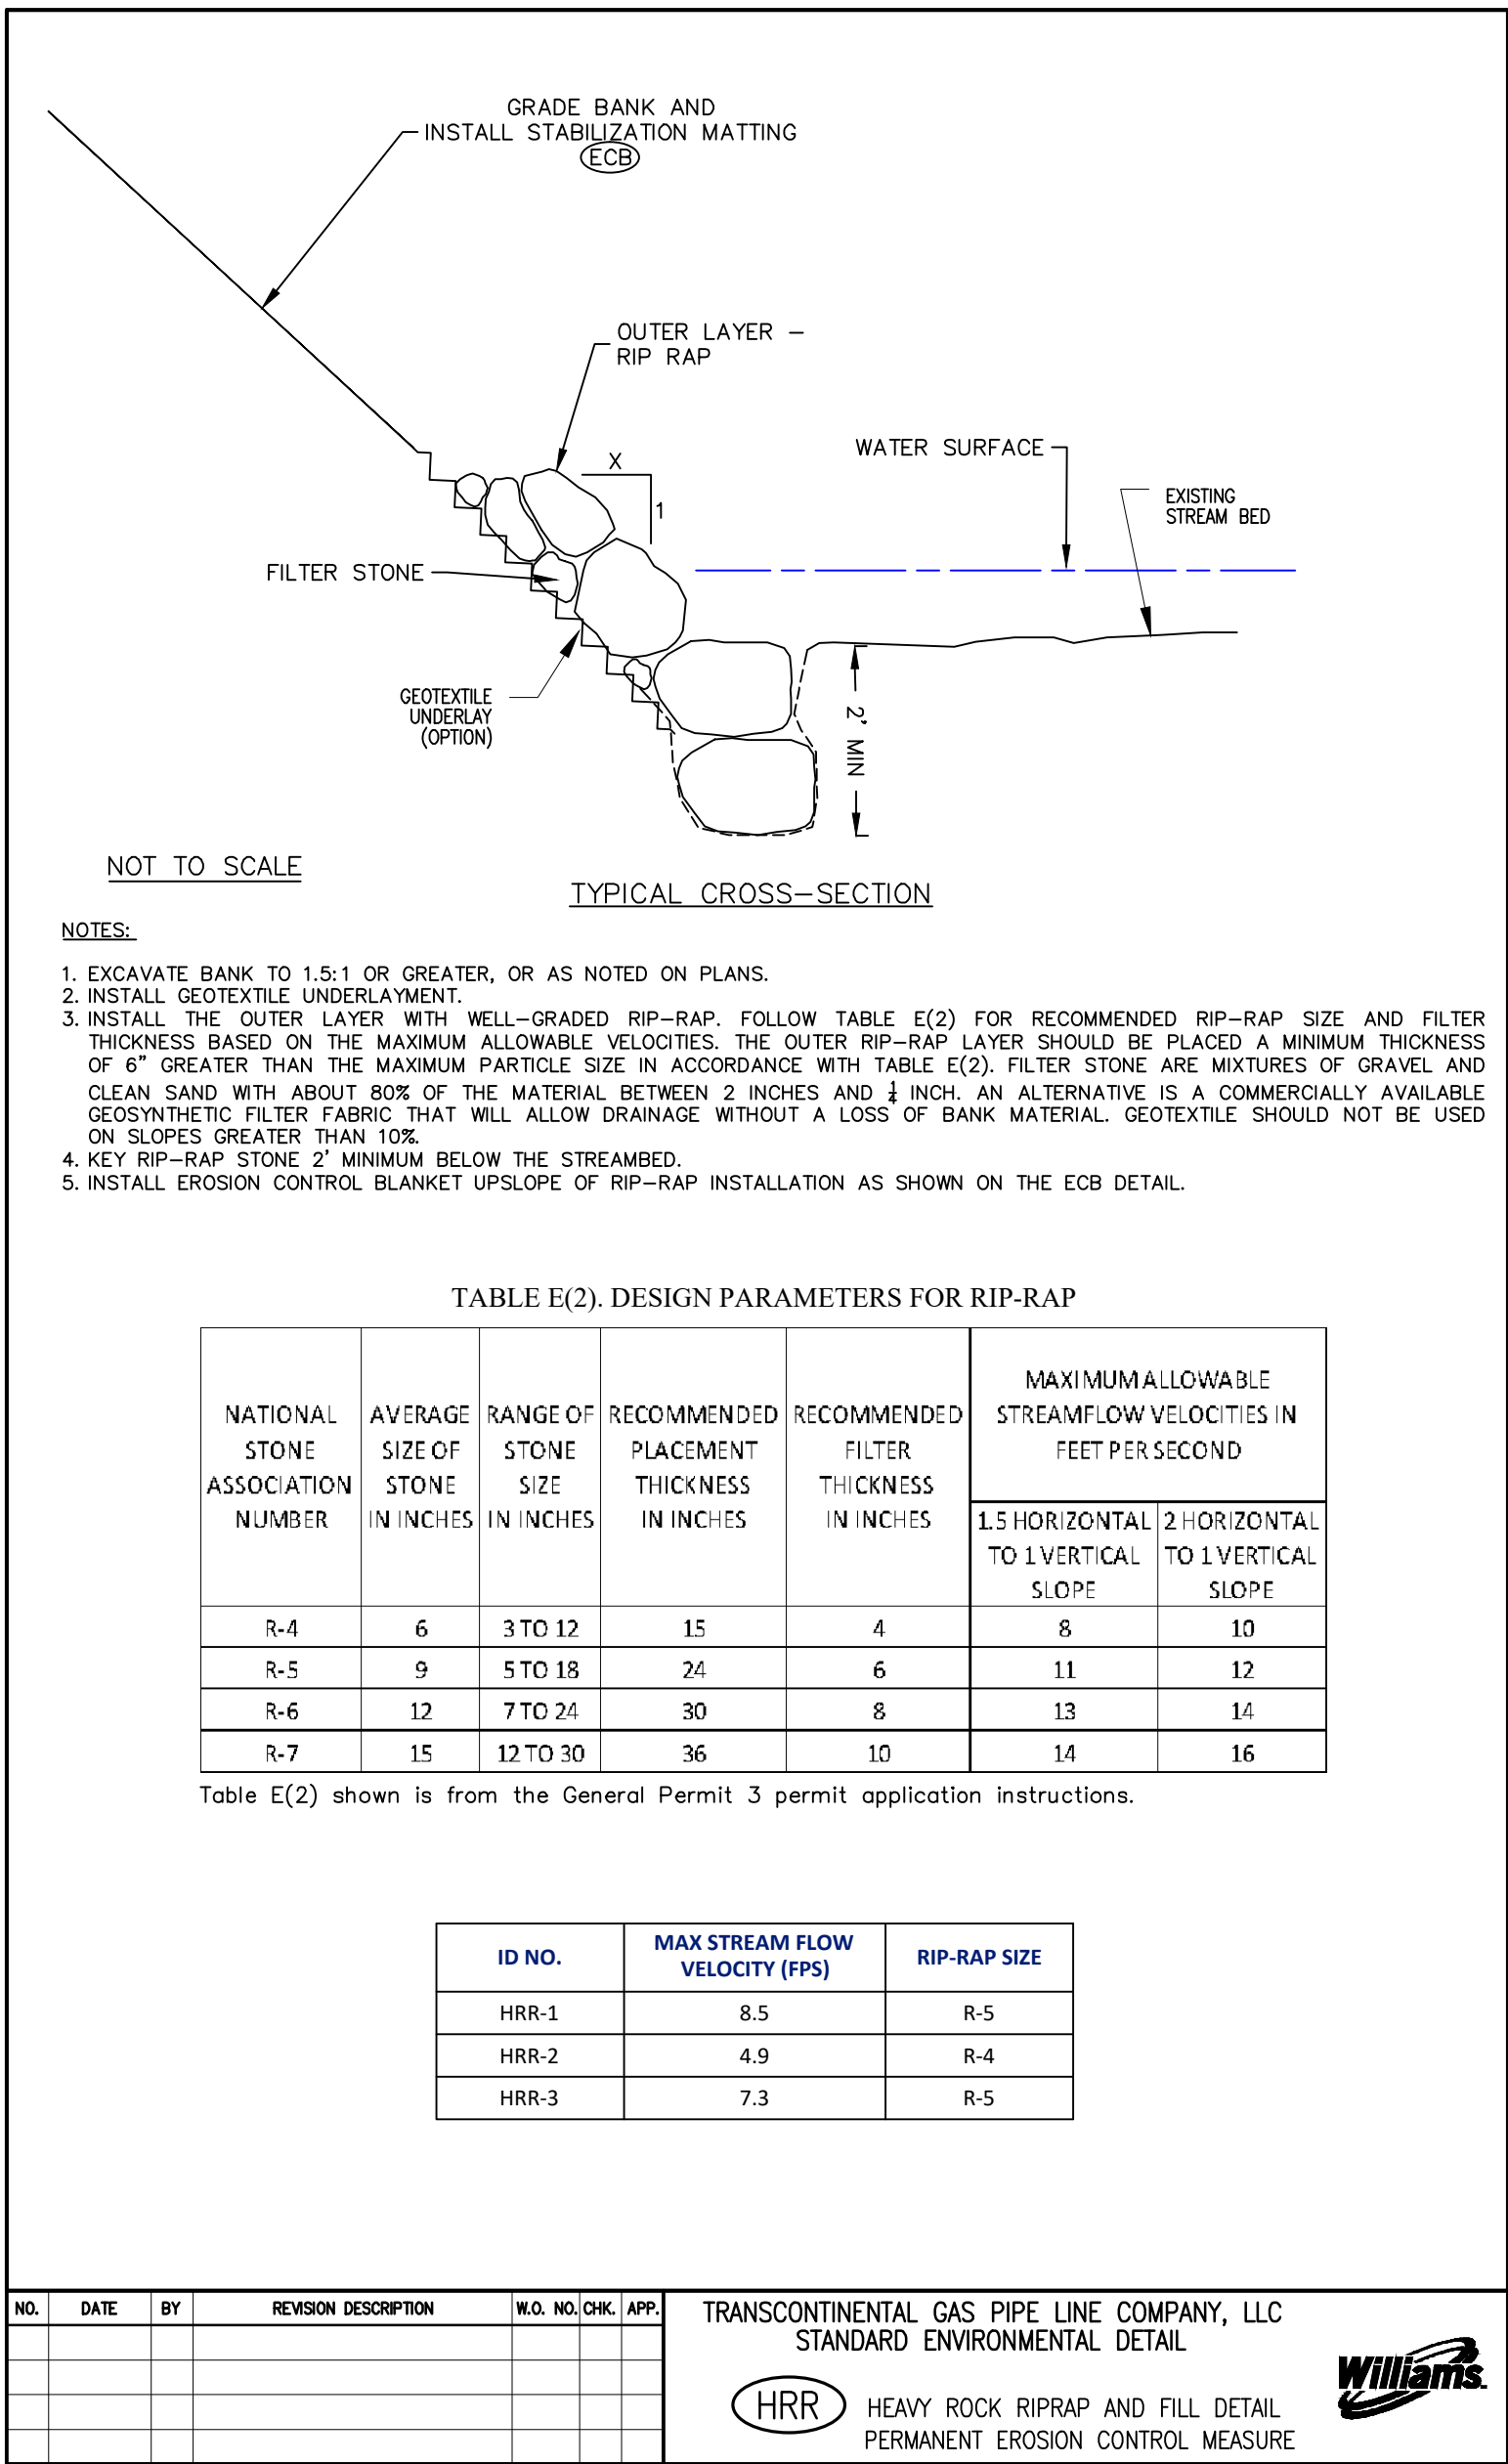 GRADE BANK AND
INSTALL STABILIZATION MATTING
ECB
OUTER LAYER –
RIP RAP
X
1
WATER SURFACE
EXISTING
STREAM BED
FILTER STONE
GEOTEXTILE
UNDERLAY
(OPTION)
2' MIN
NOT TO SCALE
TYPICAL CROSS–SECTION
NOTES:
1. EXCAVATE BANK TO 1.5:1 OR GREATER, OR AS NOTED ON PLANS.
2. INSTALL GEOTEXTILE UNDERLAYMENT.
3. INSTALL THE OUTER LAYER WITH WELL–GRADED RIP–RAP. FOLLOW TABLE E(2) FOR RECOMMENDED RIP–RAP SIZE AND FILTER
THICKNESS BASED ON THE MAXIMUM ALLOWABLE VELOCITIES. THE OUTER RIP–RAP LAYER SHOULD BE PLACED A MINIMUM THICKNESS
OF 6" GREATER THAN THE MAXIMUM PARTICLE SIZE IN ACCORDANCE WITH TABLE E(2). FILTER STONE ARE MIXTURES OF GRAVEL AND
CLEAN SAND WITH ABOUT 80% OF THE MATERIAL BETWEEN 2 INCHES AND 1/4 INCH. AN ALTERNATIVE IS A COMMERCIALLY AVAILABLE
GEOSYNTHETIC FILTER FABRIC THAT WILL ALLOW DRAINAGE WITHOUT A LOSS OF BANK MATERIAL. GEOTEXTILE SHOULD NOT BE USED
ON SLOPES GREATER THAN 10%.
4. KEY RIP–RAP STONE 2' MINIMUM BELOW THE STREAMBED.
5. INSTALL EROSION CONTROL BLANKET UPSLOPE OF RIP–RAP INSTALLATION AS SHOWN ON THE ECB DETAIL.
TABLE E(2). DESIGN PARAMETERS FOR RIP-RAP
NATIONAL STONE ASSOCIATION NUMBER
AVERAGE SIZE OF STONE IN INCHES
RANGE OF STONE SIZE IN INCHES
RECOMMENDED PLACEMENT THICKNESS IN INCHES
RECOMMENDED FILTER THICKNESS IN INCHES
MAXIMUM ALLOWABLE STREAMFLOW VELOCITIES IN FEET PER SECOND
1.5 HORIZONTAL TO 1 VERTICAL SLOPE
2 HORIZONTAL TO 1 VERTICAL SLOPE
R-4 6 3 TO 12 15 4 8 10
R-5 9 5 TO 18 24 6 11 12
R-6 12 7 TO 24 30 8 13 14
R-7 15 12 TO 30 36 10 14 16
Table E(2) shown is from the General Permit 3 permit application instructions.
ID NO. MAX STREAM FLOW VELOCITY (FPS) RIP-RAP SIZE
HRR-1 8.5 R-5
HRR-2 4.9 R-4
HRR-3 7.3 R-5
NO. DATE BY REVISION DESCRIPTION W.O. NO. CHK. APP.
TRANSCONTINENTAL GAS PIPE LINE COMPANY, LLC
STANDARD ENVIRONMENTAL DETAIL
HRR HEAVY ROCK RIPRAP AND FILL DETAIL
PERMANENT EROSION CONTROL MEASURE
Williams.